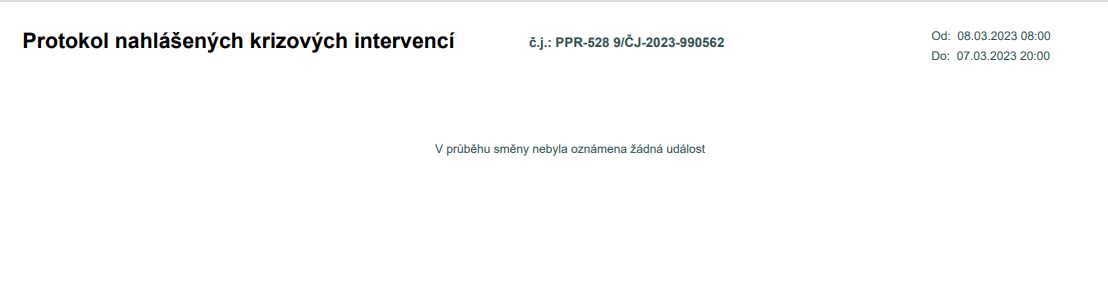 Protokol nahlášených krizových intervencí
č.j.: PPR-528 9/ČJ-2023-990562
Od: 08.03.2023 08:00
Do: 07.03.2023 20:00
V průběhu směny nebyla oznámena žádná událost